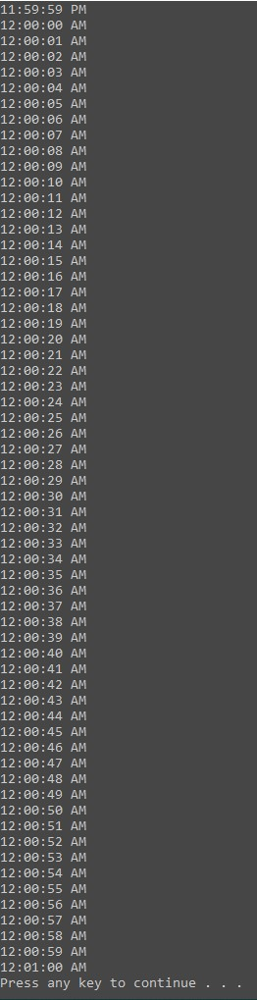 11:59:59 PM
12:00:00 AM
12:00:01 AM
12:00:02 AM
12:00:03 AM
12:00:04 AM
12:00:05 AM
12:00:06 AM
12:00:07 AM
12:00:08 AM
12:00:09 AM
12:00:10 AM
12:00:11 AM
12:00:12 AM
12:00:13 AM
12:00:14 AM
12:00:15 AM
12:00:16 AM
12:00:17 AM
12:00:18 AM
12:00:19 AM
12:00:20 AM
12:00:21 AM
12:00:22 AM
12:00:23 AM
12:00:24 AM
12:00:25 AM
12:00:26 AM
12:00:27 AM
12:00:28 AM
12:00:29 AM
12:00:30 AM
12:00:31 AM
12:00:32 AM
12:00:33 AM
12:00:34 AM
12:00:35 AM
12:00:36 AM
12:00:37 AM
12:00:38 AM
12:00:39 AM
12:00:40 AM
12:00:41 AM
12:00:42 AM
12:00:43 AM
12:00:44 AM
12:00:45 AM
12:00:46 AM
12:00:47 AM
12:00:48 AM
12:00:49 AM
12:00:50 AM
12:00:51 AM
12:00:52 AM
12:00:53 AM
12:00:54 AM
12:00:55 AM
12:00:56 AM
12:00:57 AM
12:00:58 AM
12:00:59 AM
12:01:00 AM
Press any key to continue . . .